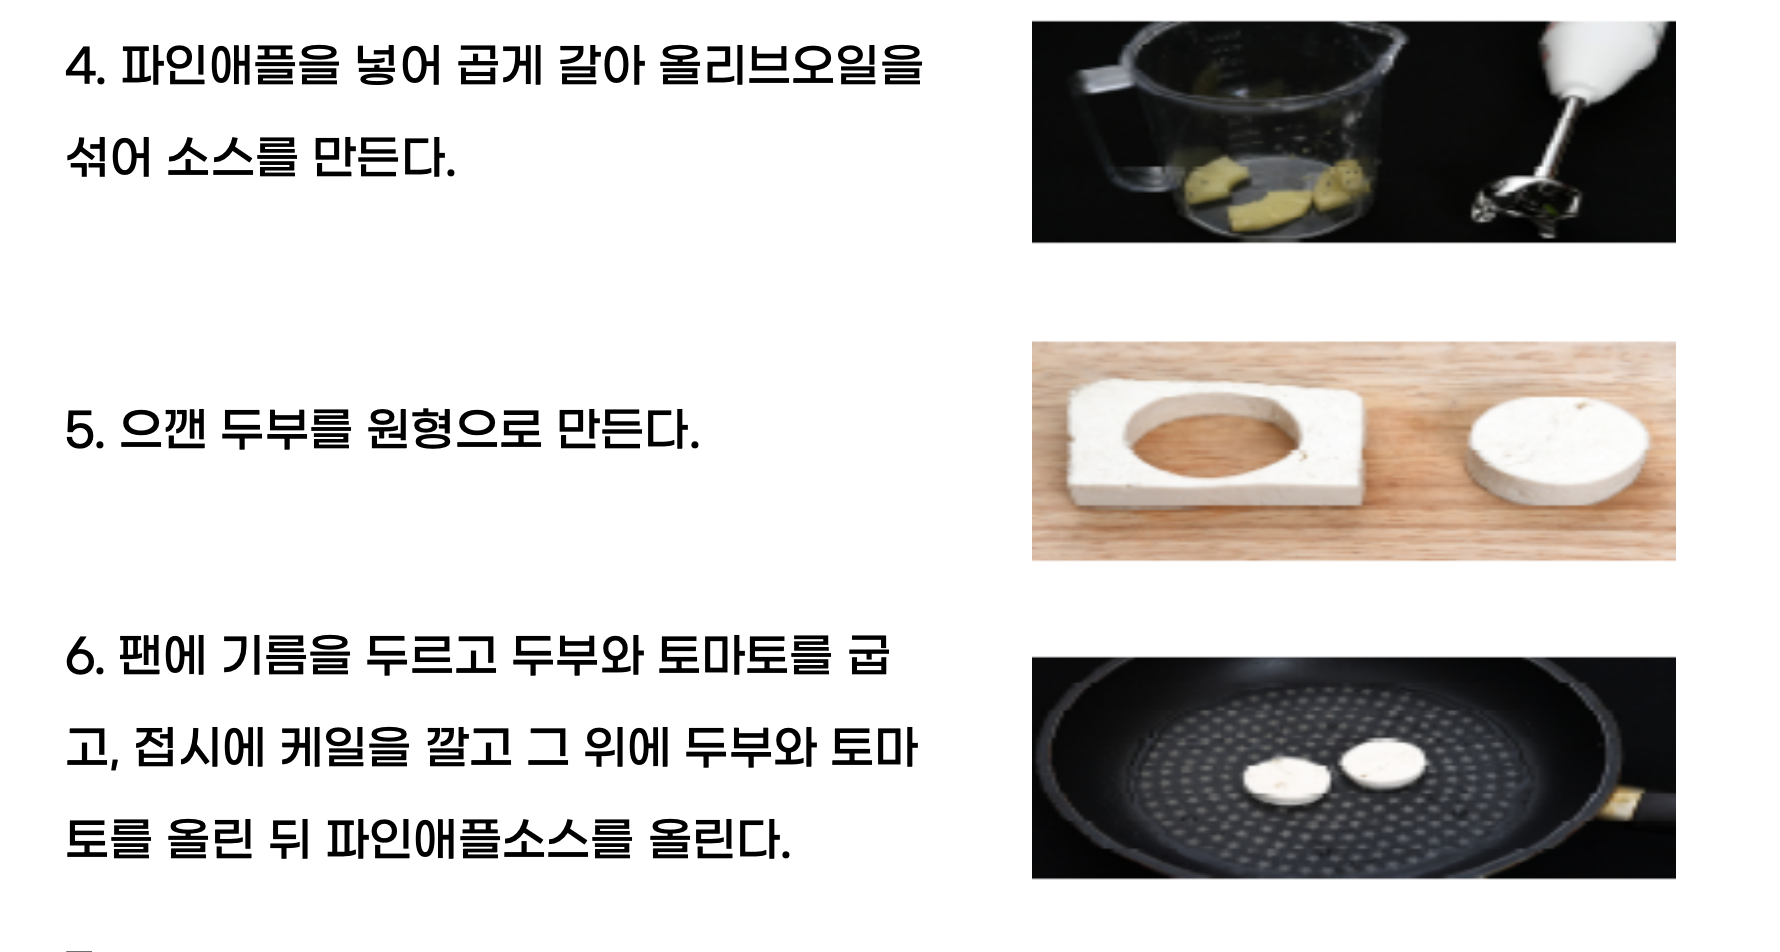 4. 파인애플을 넣어 곱게 갈아 올리브오일을
섞어 소스를 만든다.
5. 으깬 두부를 원형으로 만든다.
6. 팬에 기름을 두르고 두부와 토마토를 굽
고, 접시에 케일을 깔고 그 위에 두부와 토마
토를 올린 뒤 파인애플소스를 올린다.